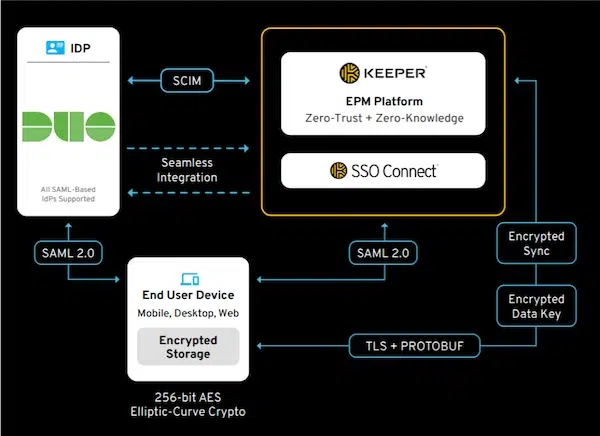 IDP
DUO
All SAML-Based
IdPs Supported
SCIM
Seamless
Integration
KEEPER®
EPM Platform
Zero-Trust + Zero-Knowledge
SSO Connect
SAML 2.0
SAML 2.0
End User Device
Mobile, Desktop, Web
Encrypted
Storage
256-bit AES
Elliptic-Curve Crypto
Encrypted
Sync
Encrypted
Data Key
TLS + PROTOBUF